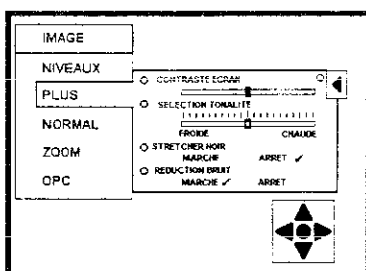 IMAGE
NIVEAUX
PLUS
NORMAL
ZOOM
OPC
CONTRASTE ECRAN
SELECTION TONALITE
FROIDE CHAUDE
STRETCHER NOIR
MARCHE ARRET ✓
REDUCTION BRUIT
MARCHE ✓ ARRET